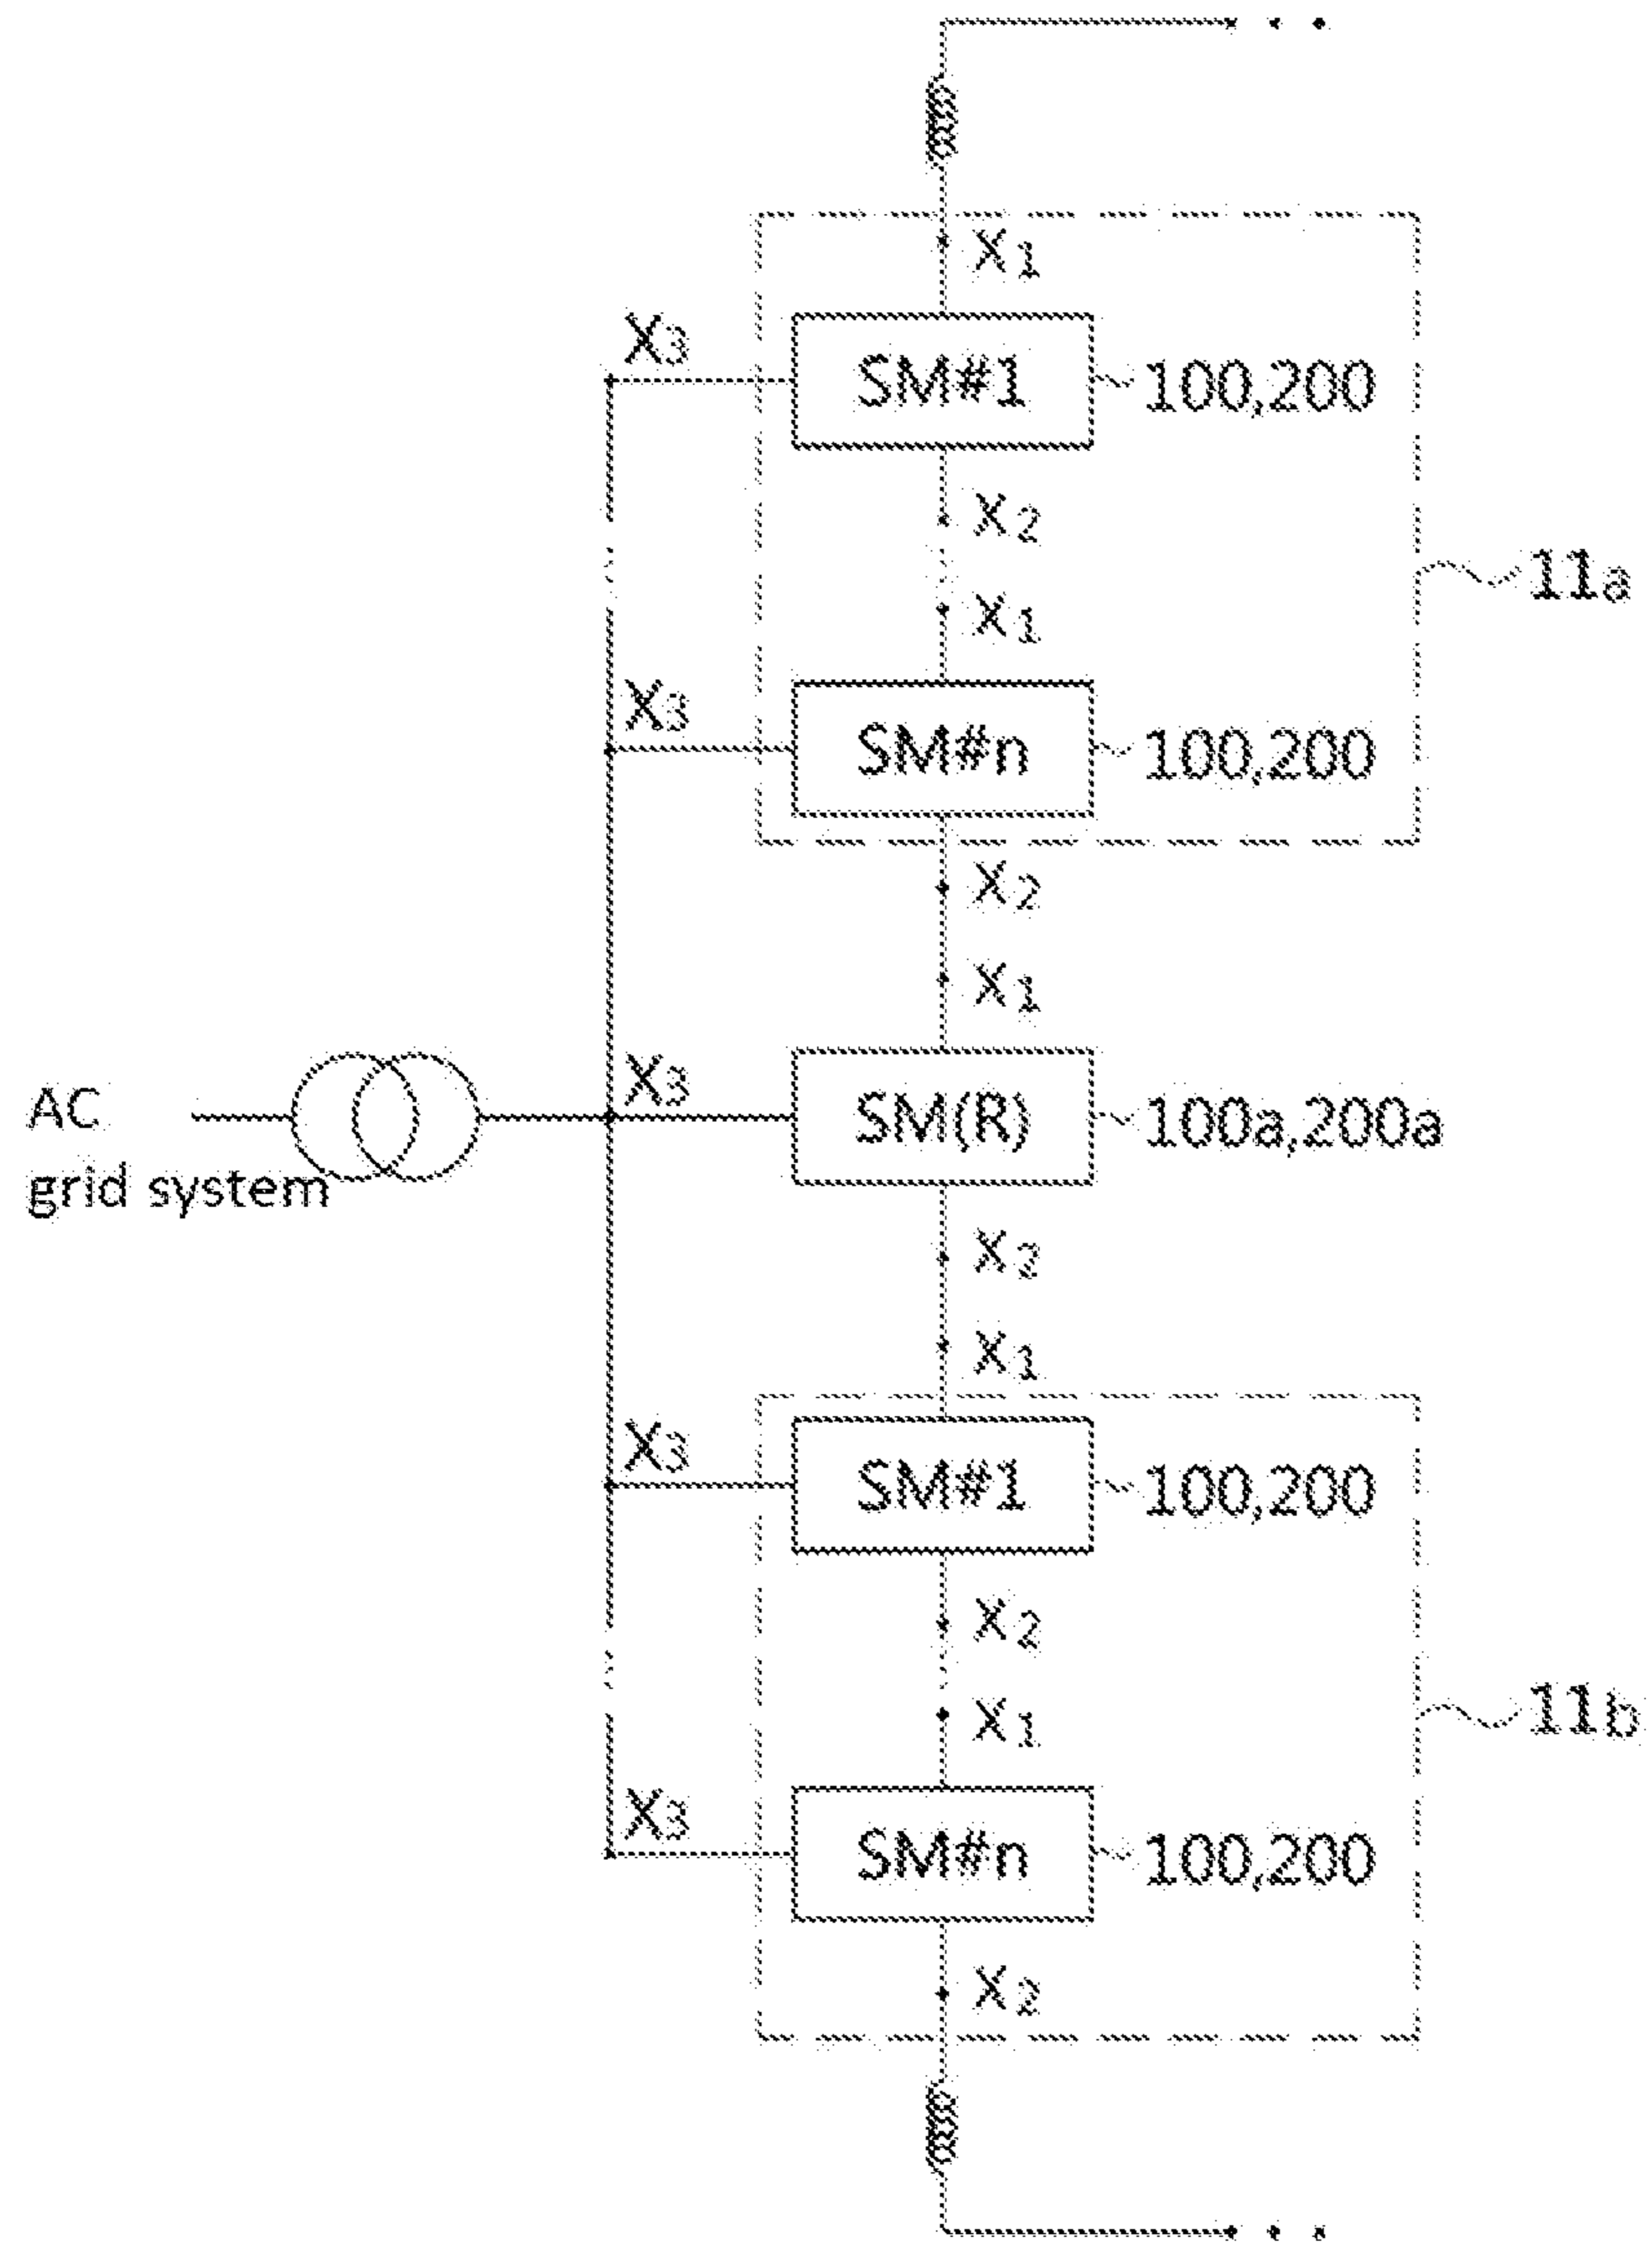 X1
X3
SM#1
100,200
X2
11a
X1
X3
SM#n
100,200
X2
X1
X3
AC
grid system
SM(R)
100a,200a
X2
X1
X3
SM#1
100,200
X2
11b
X1
X3
SM#n
100,200
X2